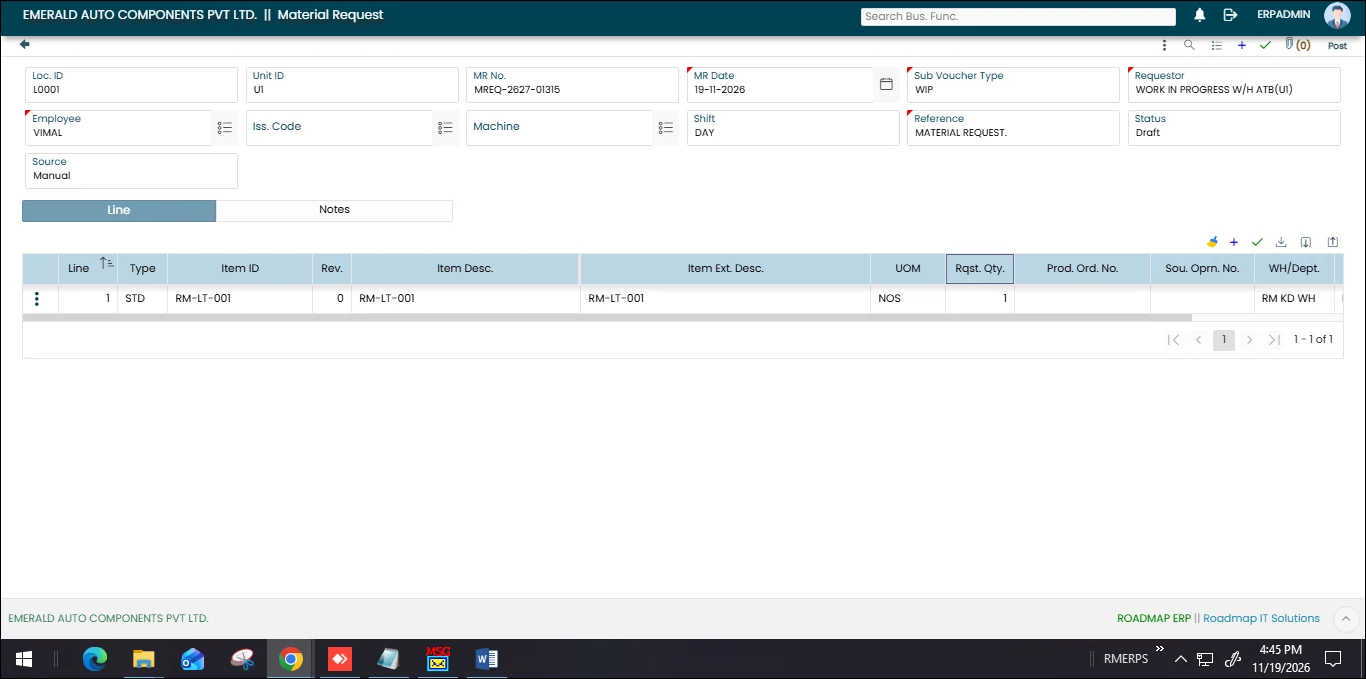 EMERALD AUTO COMPONENTS PVT LTD. || Material Request
Search Bus. Func.
ERPADMIN
(0)
Post
Loc. ID
L0001
Unit ID
U1
MR No.
MREQ-2627-01315
MR Date
19-11-2026
Sub Voucher Type
WIP
Requestor
WORK IN PROGRESS W/H ATB(U1)
Employee
VIMAL
Iss. Code
Machine
Shift
DAY
Reference
MATERIAL REQUEST.
Status
Draft
Source
Manual
Line Notes
Line Type Item ID Rev. Item Desc. Item Ext. Desc. UOM Rqst. Qty. Prod. Ord. No. Sou. Oprn. No. WH/Dept.
1 STD RM-LT-001 0 RM-LT-001 RM-LT-001 NOS 1 RM KD WH
1 1 - 1 of 1
EMERALD AUTO COMPONENTS PVT LTD.
ROADMAP ERP || Roadmap IT Solutions
MSG
RMERPS
4:45 PM
11/19/2026